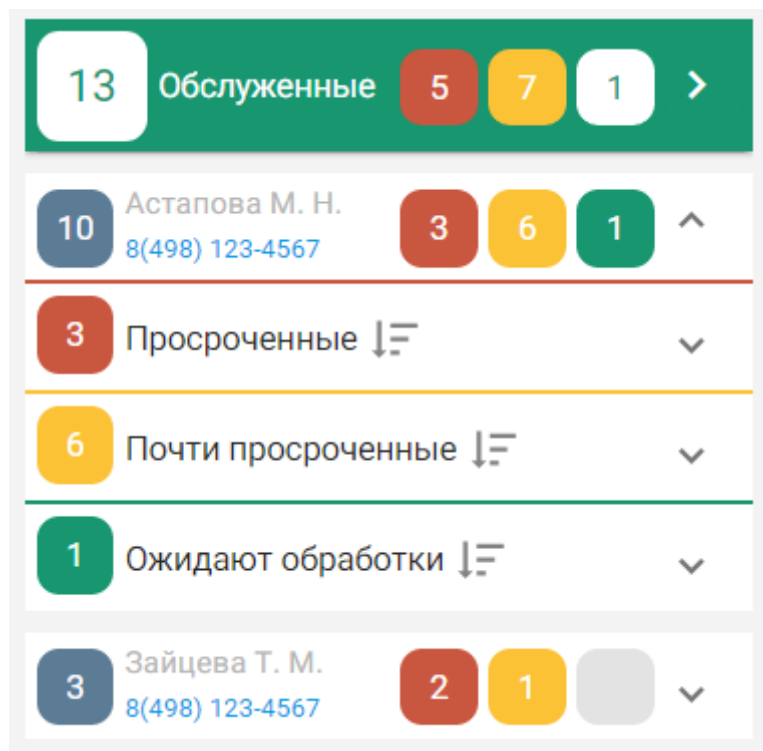 13 Обслуженные 5 7 1
10 Астапова М. Н. 3 6 1
8(498) 123-4567
3 Просроченные
6 Почти просроченные
1 Ожидают обработки
3 Зайцева Т. М. 2 1
8(498) 123-4567